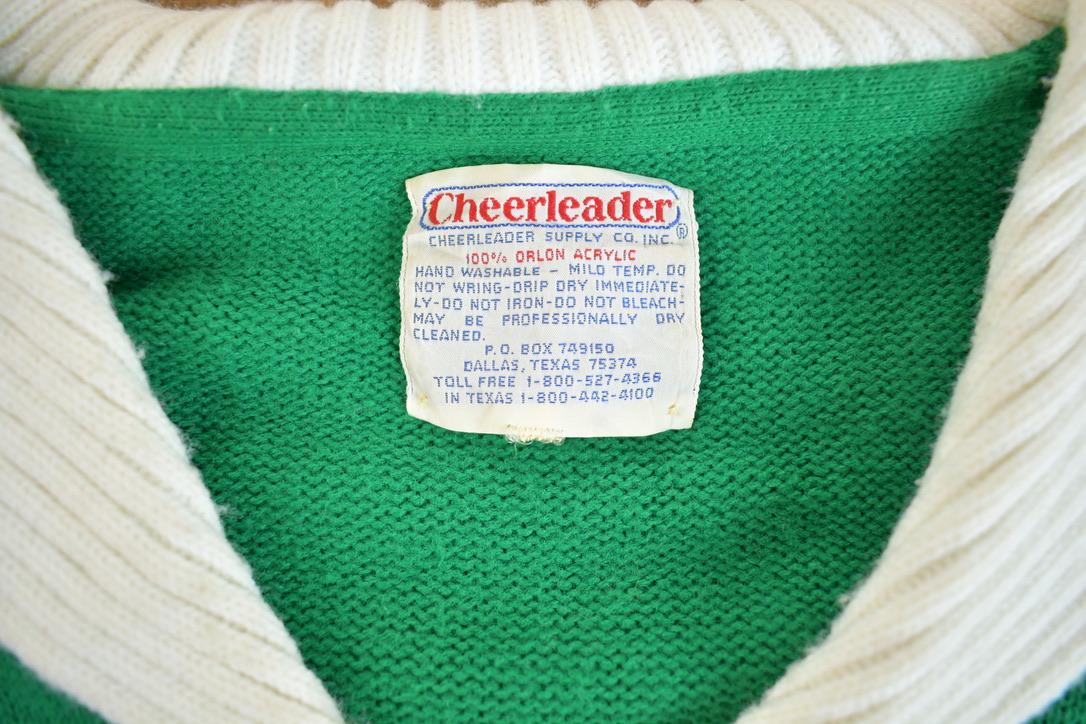 Cheerleader®
CHEERLEADER SUPPLY CO. INC.
100% ORLON ACRYLIC
HAND WASHABLE - MILD TEMP. DO
NOT WRING-DRIP DRY IMMEDIATE-
LY-DO NOT IRON-DO NOT BLEACH-
MAY BE PROFESSIONALLY DRY
CLEANED.
P.O. BOX 749150
DALLAS, TEXAS 75374
TOLL FREE 1-800-527-4366
IN TEXAS 1-800-442-4100